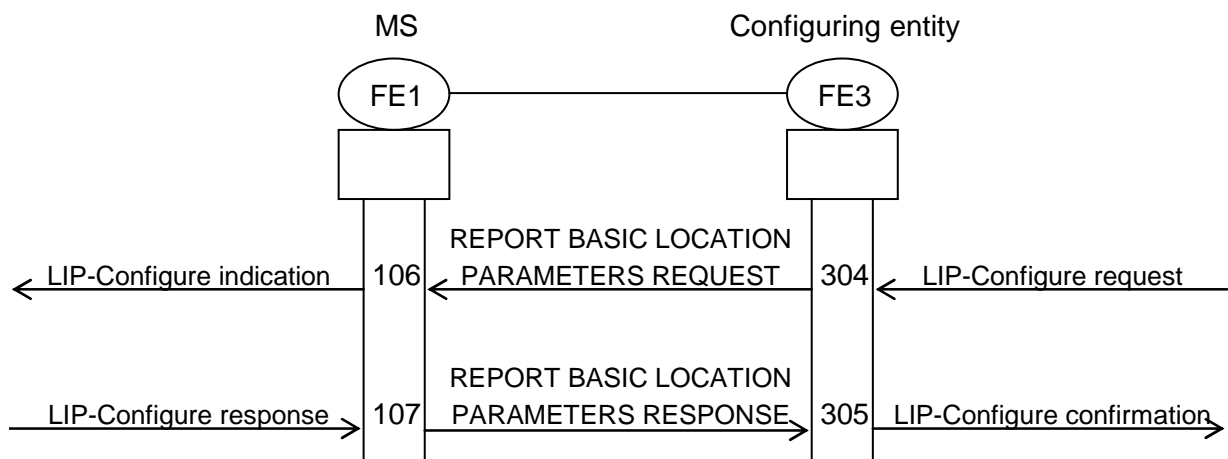 MS
Configuring entity
FE1
FE3
REPORT BASIC LOCATION
LIP-Configure indication
106
PARAMETERS REQUEST
304
LIP-Configure request
REPORT BASIC LOCATION
LIP-Configure response
107
PARAMETERS RESPONSE
305
LIP-Configure confirmation